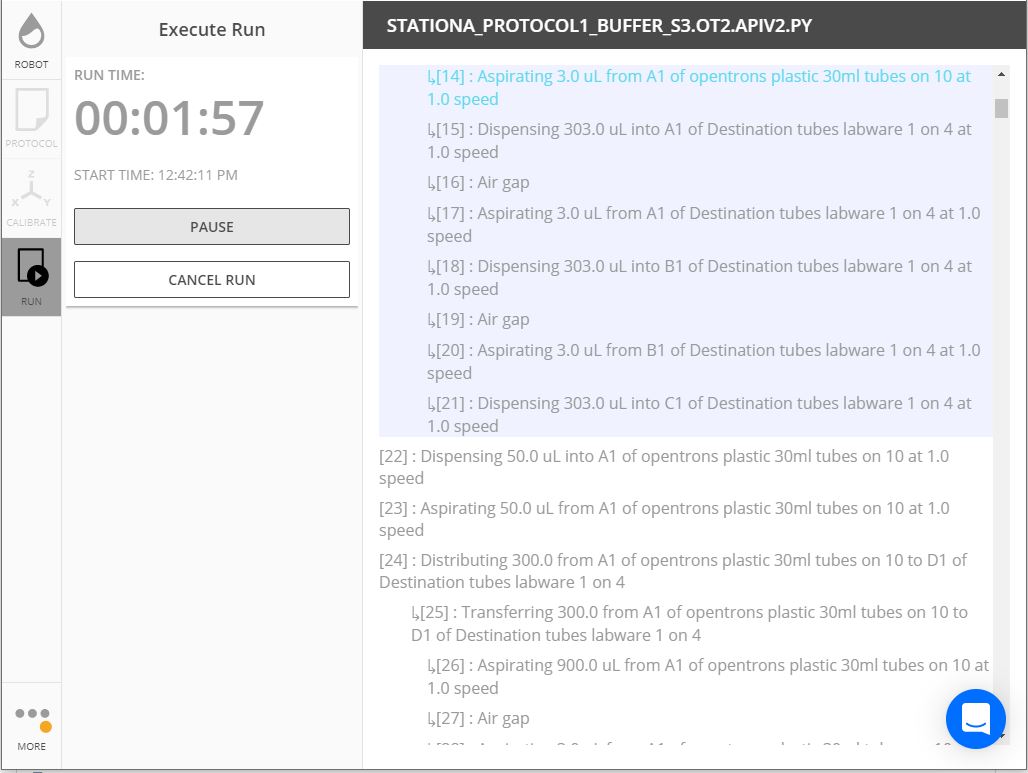 ROBOT
PROTOCOL
Z
X Y
CALIBRATE
RUN
MORE
Execute Run
RUN TIME:
00:01:57
START TIME: 12:42:11 PM
PAUSE
CANCEL RUN
STATIONA_PROTOCOL1_BUFFER_S3.OT2.APIV2.PY
↳[14] : Aspirating 3.0 uL from A1 of opentrons plastic 30ml tubes on 10 at
1.0 speed
↳[15] : Dispensing 303.0 uL into A1 of Destination tubes labware 1 on 4 at
1.0 speed
↳[16] : Air gap
↳[17] : Aspirating 3.0 uL from A1 of Destination tubes labware 1 on 4 at 1.0
speed
↳[18] : Dispensing 303.0 uL into B1 of Destination tubes labware 1 on 4 at
1.0 speed
↳[19] : Air gap
↳[20] : Aspirating 3.0 uL from B1 of Destination tubes labware 1 on 4 at 1.0
speed
↳[21] : Dispensing 303.0 uL into C1 of Destination tubes labware 1 on 4 at
1.0 speed
[22] : Dispensing 50.0 uL into A1 of opentrons plastic 30ml tubes on 10 at 1.0
speed
[23] : Aspirating 50.0 uL from A1 of opentrons plastic 30ml tubes on 10 at 1.0
speed
[24] : Distributing 300.0 from A1 of opentrons plastic 30ml tubes on 10 to D1 of
Destination tubes labware 1 on 4
↳[25] : Transferring 300.0 from A1 of opentrons plastic 30ml tubes on 10 to
D1 of Destination tubes labware 1 on 4
↳[26] : Aspirating 900.0 uL from A1 of opentrons plastic 30ml tubes on 10 at
1.0 speed
↳[27] : Air gap